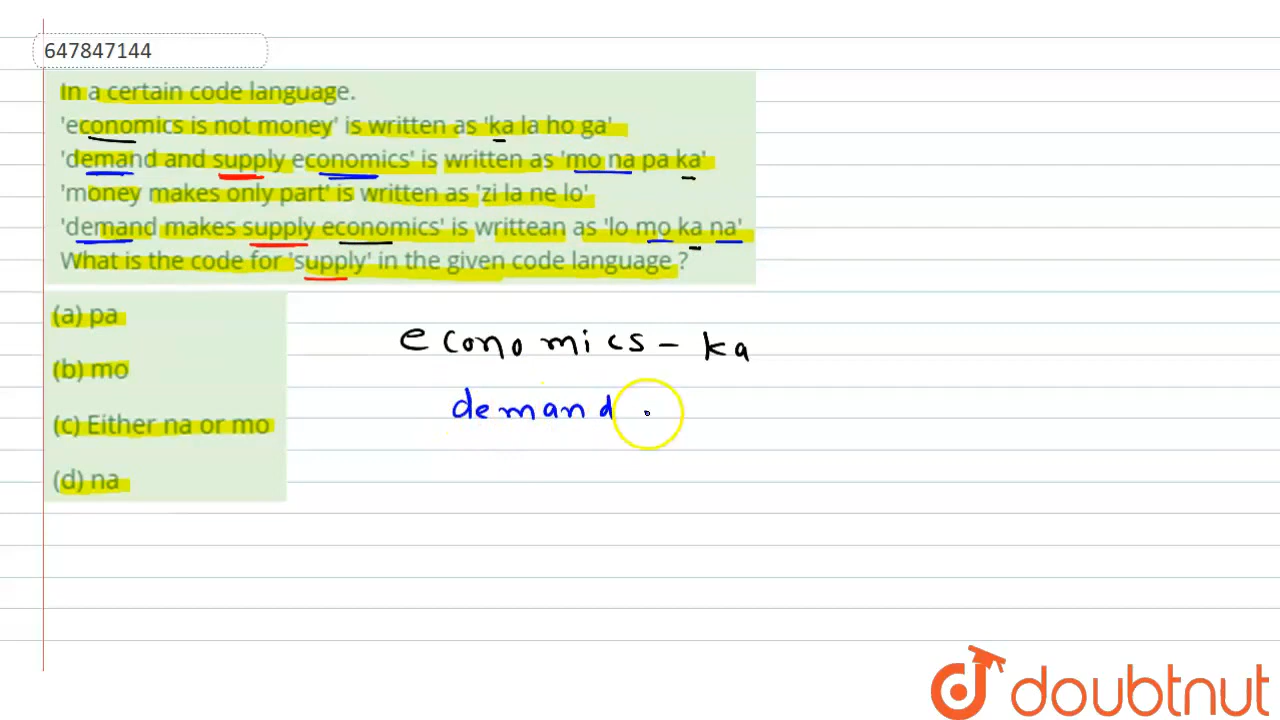 647847144
In a certain code language.
'economics is not money' is written as 'ka la ho ga'
'demand and supply economics' is written as 'mo na pa ka'
'money makes only part' is written as 'zi la ne lo'
'demand makes supply economics' is writtean as 'lo mo ka na'
What is the code for 'supply' in the given code language ?
(a) pa
(b) mo
(c) Either na or mo
(d) na
economics - ka
demand
doubtnut